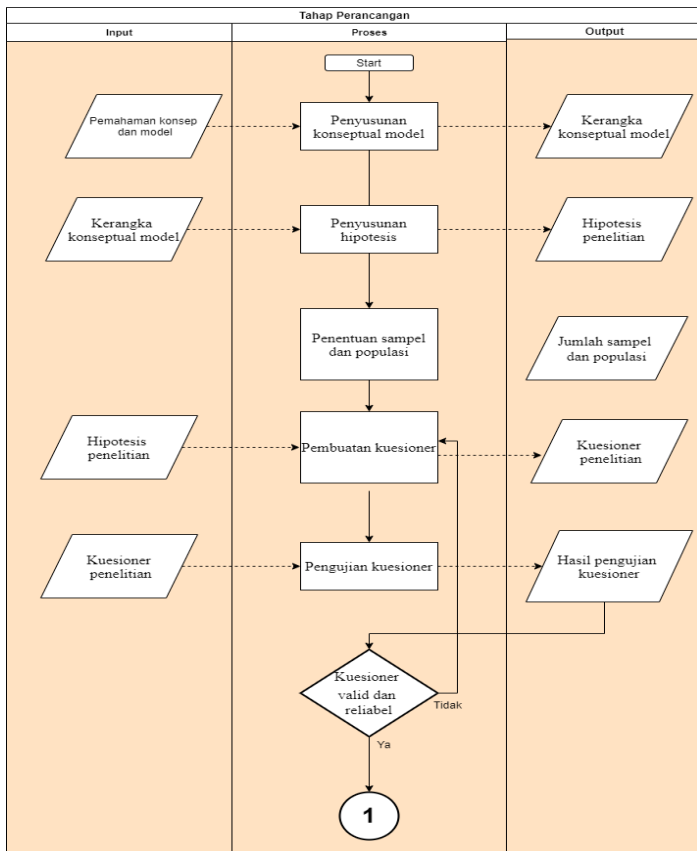 Tahap Perancangan
Input
Proses
Output
Start
Pemahaman konsep
dan model
Penyusunan
konseptual model
Kerangka
konseptual model
Kerangka
konseptual model
Penyusunan
hipotesis
Hipotesis
penelitian
Penentuan sampel
dan populasi
Jumlah sampel
dan populasi
Hipotesis
penelitian
Pembuatan kuesioner
Kuesioner
penelitian
Kuesioner
penelitian
Pengujian kuesioner
Hasil pengujian
kuesioner
Kuesioner
valid dan
reliabel
Tidak
Ya
1